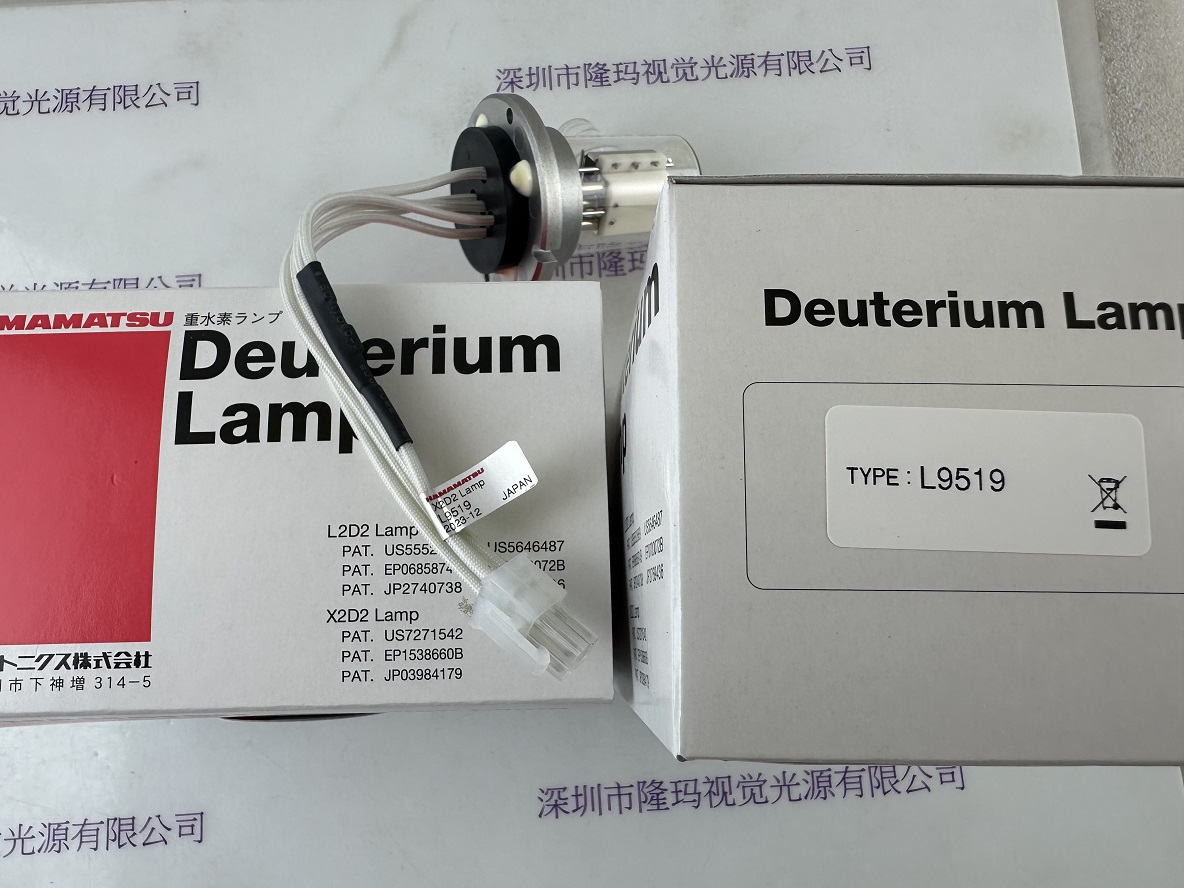 深圳市隆玛视觉光源有限公司
觉光源有限公司
MAMATSU
重水素ランプ
Deuterium
Lamp
L2D2 Lamp
PAT. US5552 US5646487
PAT. EP0685874 072B
PAT. JP2740738 6
X2D2 Lamp
PAT. US7271542
PAT. EP1538660B
PAT. JP03984179
トニクス株式会社
市下神増 314-5
HAMAMATSU
X2D2 Lamp
L9519
2023-12
JAPAN
Deuterium Lamp
TYPE : L9519
深圳市隆玛视觉光源有限公司
光源有限公司